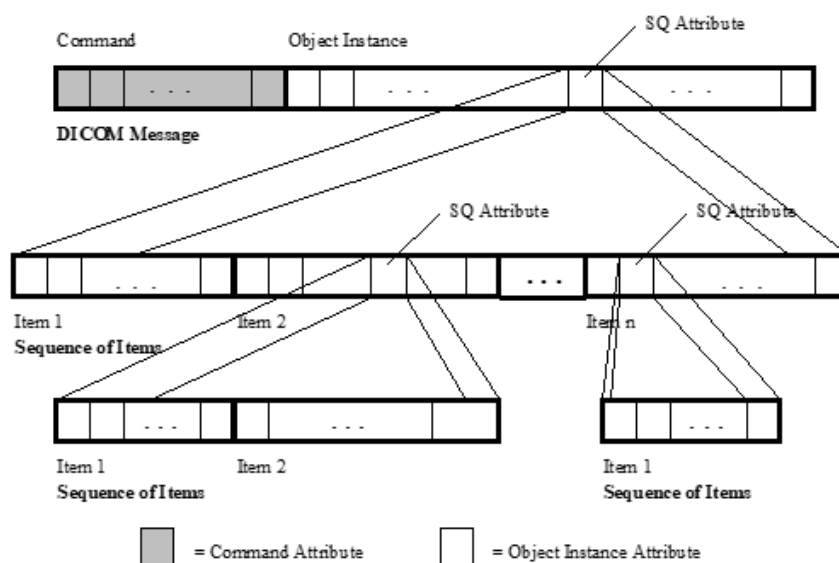 SQ Attribute
Command Object Instance
. . . . . . . . .
DICOM Message
SQ Attribute SQ Attribute
. . . . . . . . . . . .
Item 1 Item 2 Item n
Sequence of Items
. . . . . . . . .
Item 1 Item 2 Item 1
Sequence of Items Sequence of Items
= Command Attribute = Object Instance Attribute